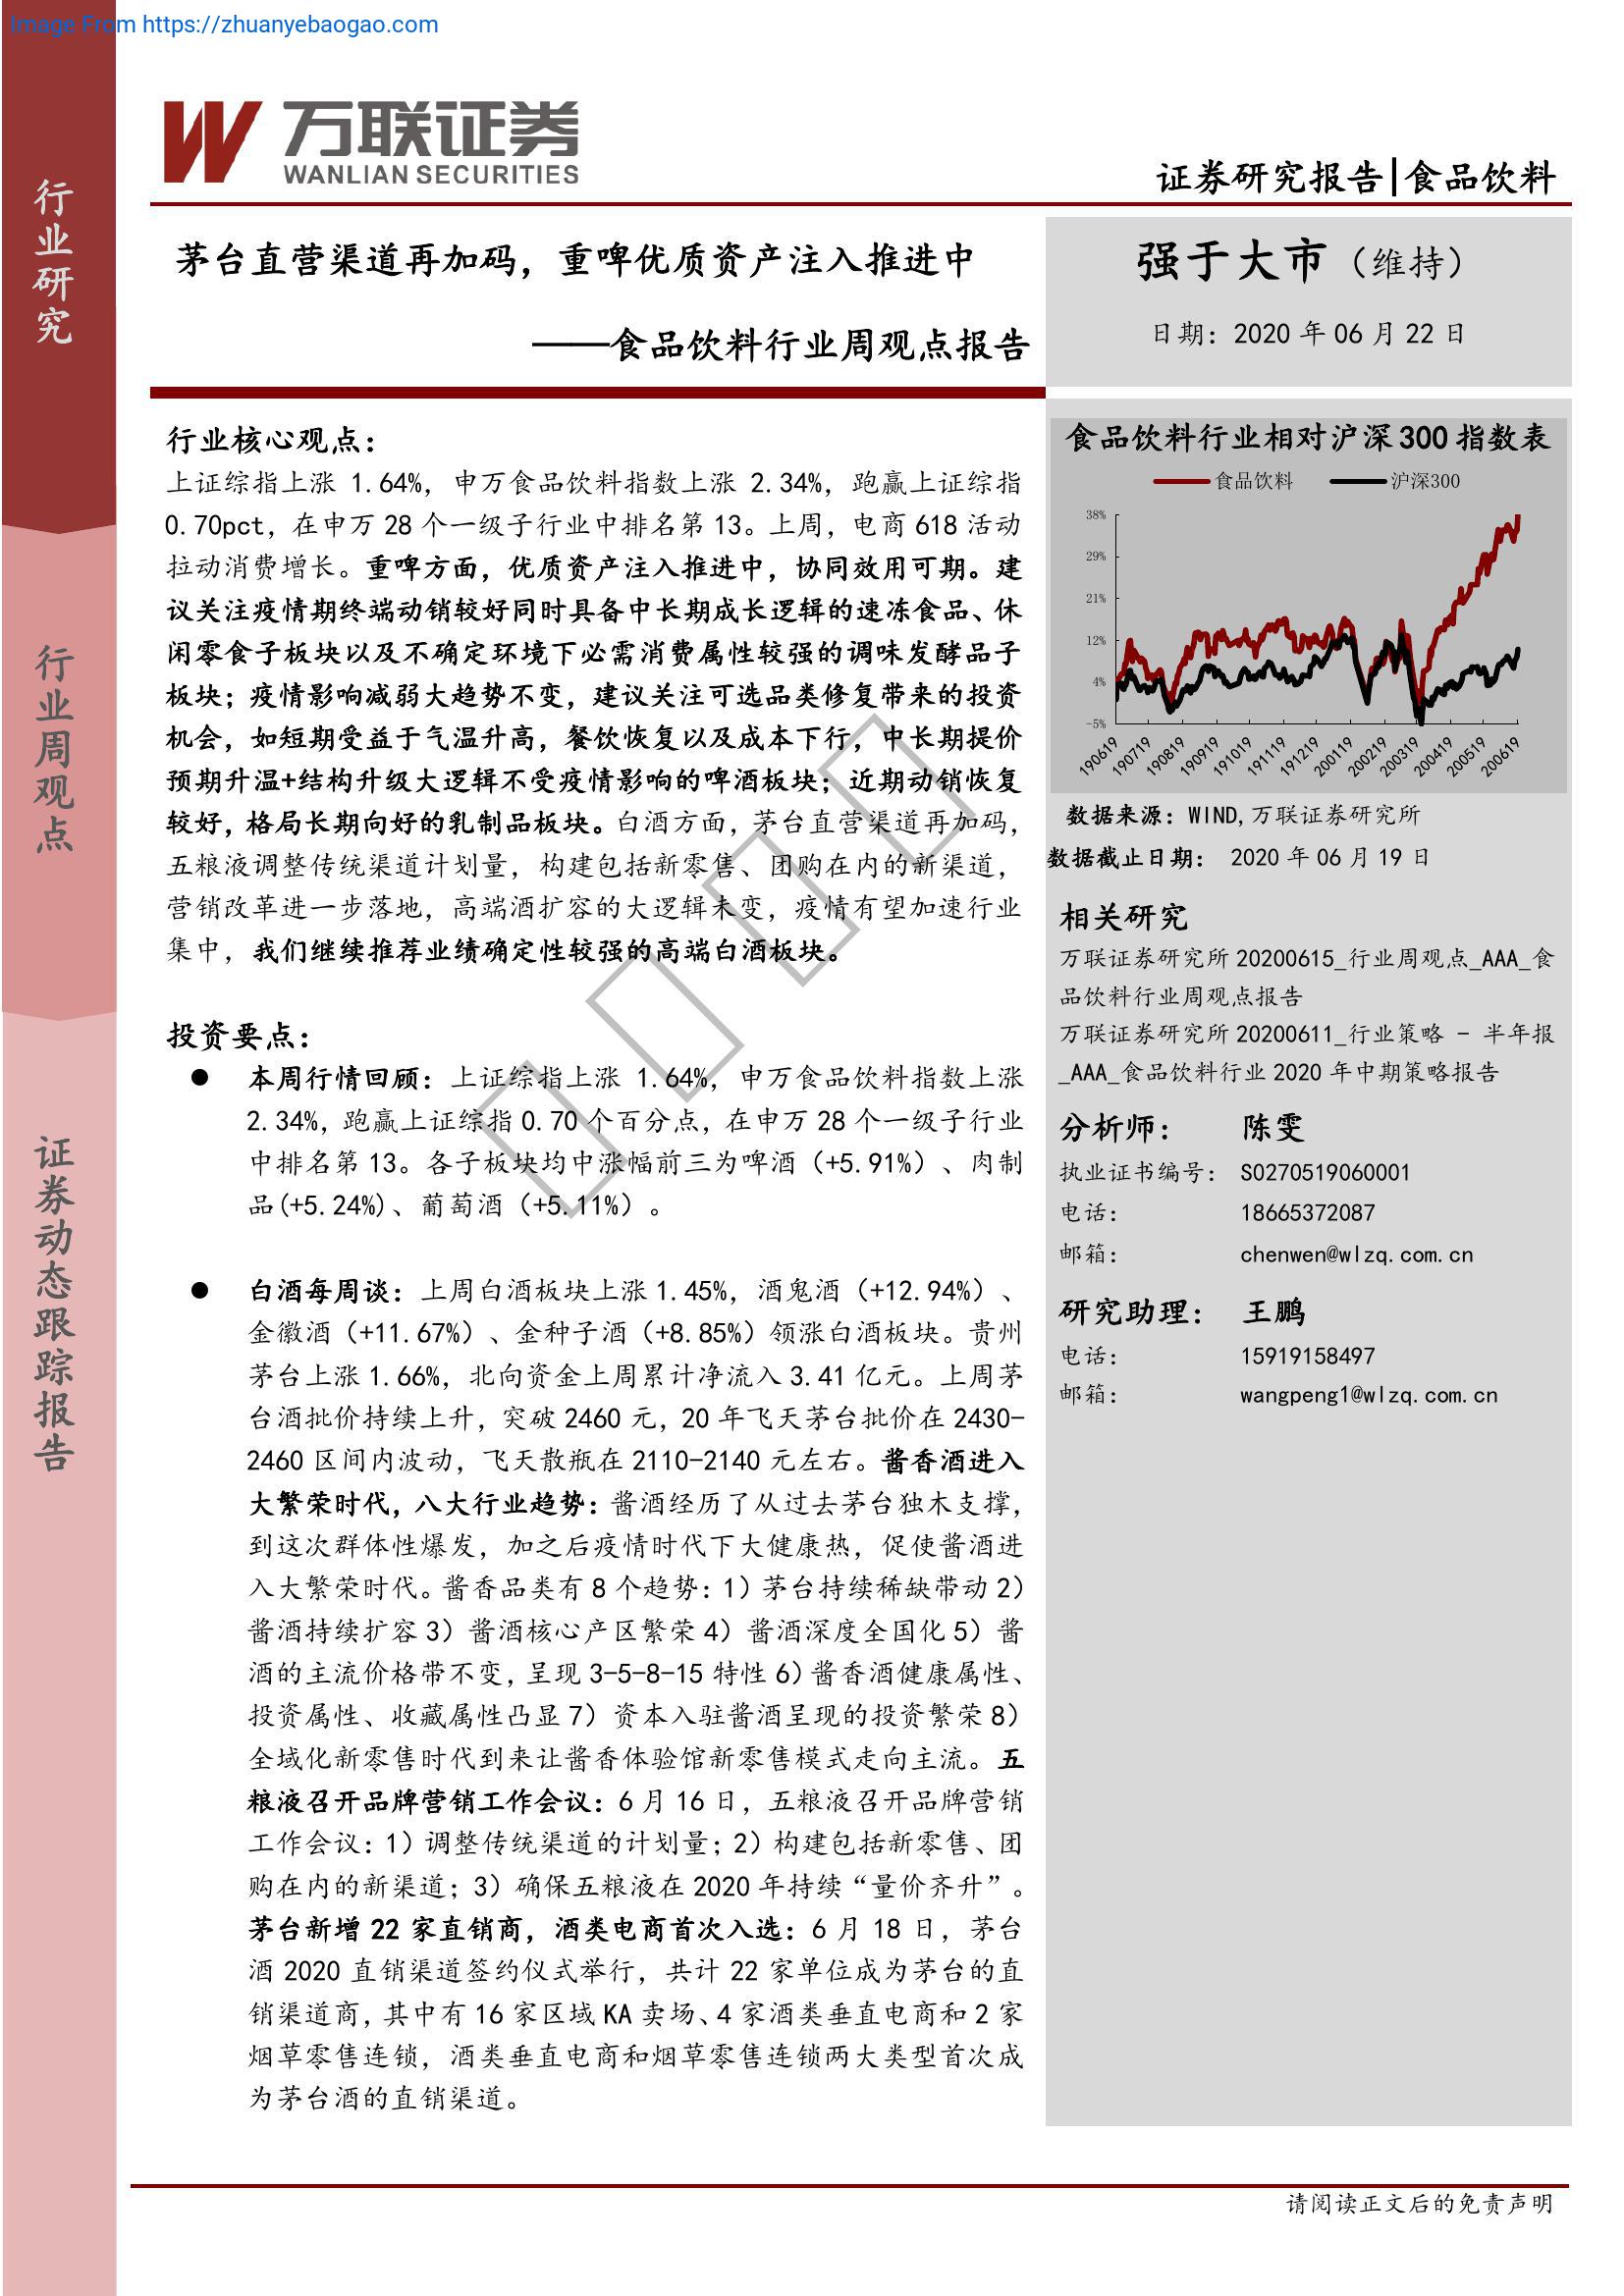 Image From https://zhuanyebaogao.com
万联证券
WANLIAN SECURITIES
证券研究报告|食品饮料
行业研究
行业周观点
证券动态跟踪报告
茅台直营渠道再加码，重啤优质资产注入推进中
——食品饮料行业周观点报告
强于大市（维持）
日期：2020 年 06 月 22 日
行业核心观点：
上证综指上涨 1.64%，申万食品饮料指数上涨 2.34%，跑赢上证综指
0.70pct，在申万 28 个一级子行业中排名第 13。上周，电商 618 活动
拉动消费增长。重啤方面，优质资产注入推进中，协同效用可期。建
议关注疫情期终端动销较好同时具备中长期成长逻辑的速冻食品、休
闲零食子板块以及不确定环境下必需消费属性较强的调味发酵品子
板块；疫情影响减弱大趋势不变，建议关注可选品类修复带来的投资
机会，如短期受益于气温升高，餐饮恢复以及成本下行，中长期提价
预期升温+结构升级大逻辑不受疫情影响的啤酒板块；近期动销恢复
较好，格局长期向好的乳制品板块。白酒方面，茅台直营渠道再加码，
五粮液调整传统渠道计划量，构建包括新零售、团购在内的新渠道，
营销改革进一步落地，高端酒扩容的大逻辑未变，疫情有望加速行业
集中，我们继续推荐业绩确定性较强的高端白酒板块。
投资要点：
● 本周行情回顾：上证综指上涨 1.64%，申万食品饮料指数上涨
2.34%，跑赢上证综指 0.70 个百分点，在申万 28 个一级子行业
中排名第 13。各子板块均中涨幅前三为啤酒（+5.91%）、肉制
品(+5.24%)、葡萄酒（+5.11%）。
● 白酒每周谈：上周白酒板块上涨 1.45%，酒鬼酒（+12.94%）、
金徽酒（+11.67%）、金种子酒（+8.85%）领涨白酒板块。贵州
茅台上涨 1.66%，北向资金上周累计净流入 3.41 亿元。上周茅
台酒批价持续上升，突破 2460 元，20 年飞天茅台批价在 2430-
2460 区间内波动，飞天散瓶在 2110-2140 元左右。酱香酒进入
大繁荣时代，八大行业趋势：酱酒经历了从过去茅台独木支撑，
到这次群体性爆发，加之后疫情时代下大健康热，促使酱酒进
入大繁荣时代。酱香品类有 8 个趋势：1）茅台持续稀缺带动 2）
酱酒持续扩容 3）酱酒核心产区繁荣 4）酱酒深度全国化 5）酱
酒的主流价格带不变，呈现 3-5-8-15 特性 6）酱香酒健康属性、
投资属性、收藏属性凸显 7）资本入驻酱酒呈现的投资繁荣 8）
全域化新零售时代到来让酱香体验馆新零售模式走向主流。五
粮液召开品牌营销工作会议：6 月 16 日，五粮液召开品牌营销
工作会议：1）调整传统渠道的计划量；2）构建包括新零售、团
购在内的新渠道；3）确保五粮液在 2020 年持续“量价齐升”。
茅台新增 22 家直销商，酒类电商首次入选：6 月 18 日，茅台
酒 2020 直销渠道签约仪式举行，共计 22 家单位成为茅台的直
销渠道商，其中有 16 家区域 KA 卖场、4 家酒类垂直电商和 2 家
烟草零售连锁，酒类垂直电商和烟草零售连锁两大类型首次成
为茅台酒的直销渠道。
食品饮料行业相对沪深 300 指数表
食品饮料 沪深300
38%
29%
21%
12%
4%
-5%
190619 190719 190819 190919 191019 191119 191219 200119 200219 200319 200419 200519 200619
数据来源：WIND,万联证券研究所
数据截止日期： 2020 年 06 月 19 日
相关研究
万联证券研究所 20200615_行业周观点_AAA_食
品饮料行业周观点报告
万联证券研究所 20200611_行业策略 - 半年报
_AAA_食品饮料行业 2020 年中期策略报告
分析师： 陈雯
执业证书编号： S0270519060001
电话： 18665372087
邮箱： chenwen@wlzq.com.cn
研究助理： 王鹏
电话： 15919158497
邮箱： wangpeng1@wlzq.com.cn
请阅读正文后的免责声明